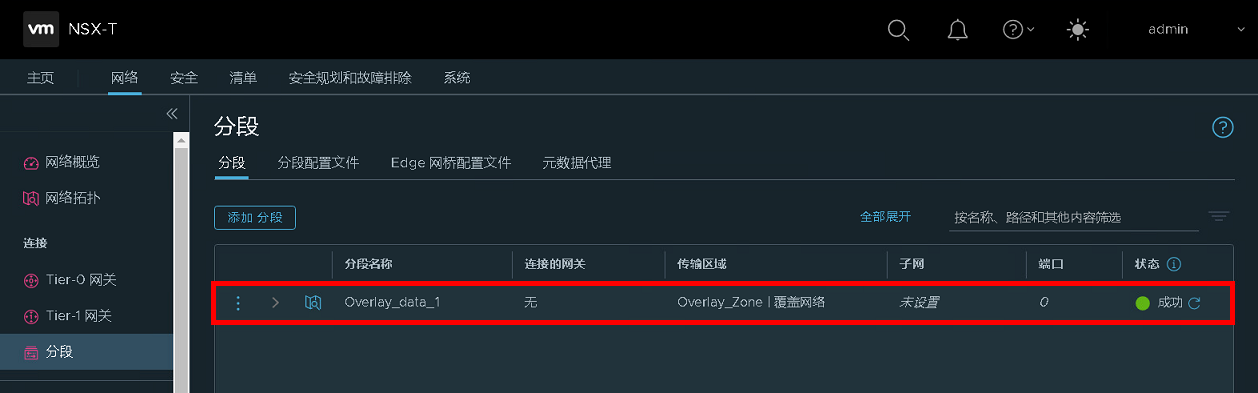 vm NSX-T admin
主页 网络 安全 清单 安全规划和故障排除 系统
分段
网络概览
网络拓扑
连接
Tier-0 网关
Tier-1 网关
分段
分段 分段配置文件 Edge 网桥配置文件 元数据代理
添加 分段 全部展开 按名称、路径和其他内容筛选
分段名称 连接的网关 传输区域 子网 端口 状态
Overlay_data_1 无 Overlay_Zone | 覆盖网络 未设置 0 成功